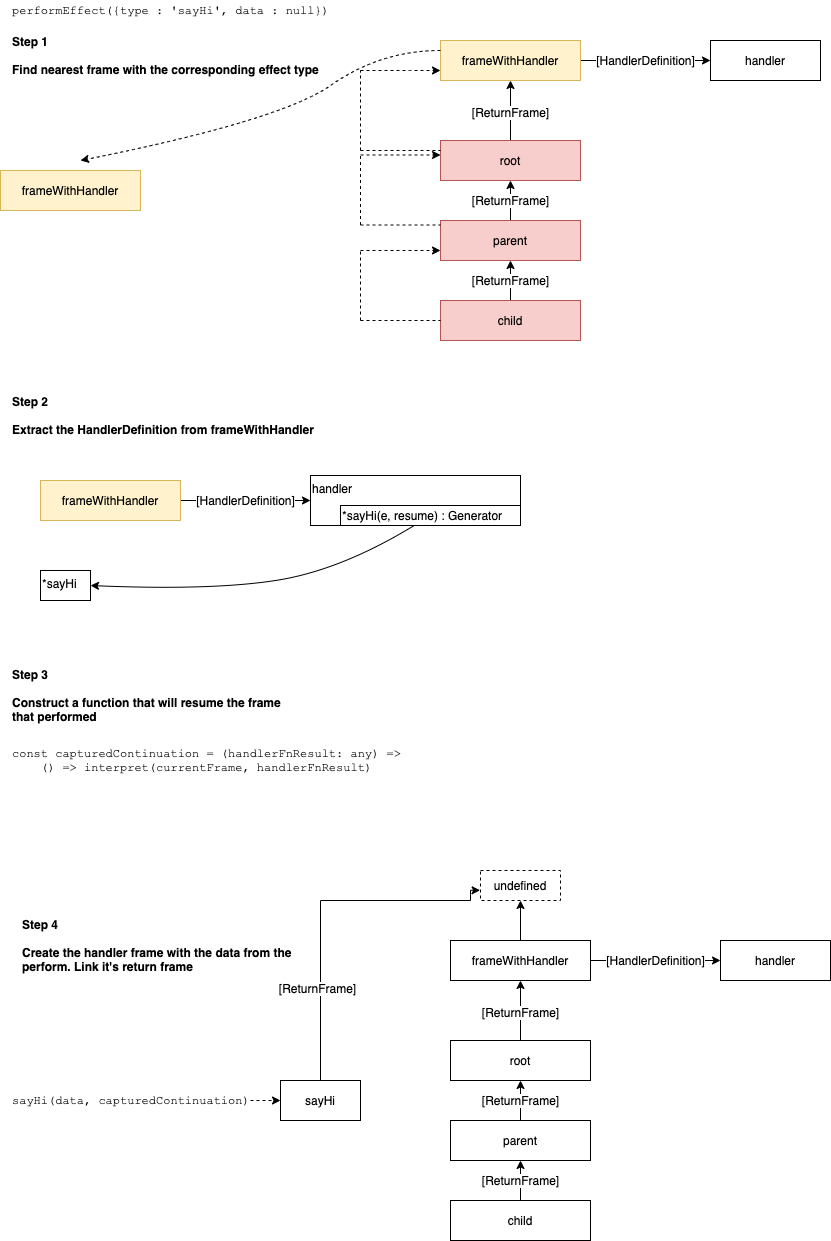 performEffect({type : 'sayHi', data : null})
Step 1
Find nearest frame with the corresponding effect type
frameWithHandler
[HandlerDefinition]
handler
[ReturnFrame]
root
frameWithHandler
[ReturnFrame]
parent
[ReturnFrame]
child
Step 2
Extract the HandlerDefinition from frameWithHandler
frameWithHandler
[HandlerDefinition]
handler
*sayHi(e, resume) : Generator
*sayHi
Step 3
Construct a function that will resume the frame
that performed
const capturedContinuation = (handlerFnResult: any) =>
() => interpret(currentFrame, handlerFnResult)
undefined
Step 4
Create the handler frame with the data from the
perform. Link it's return frame
frameWithHandler
[HandlerDefinition]
handler
[ReturnFrame]
[ReturnFrame]
root
sayHi(data, capturedContinuation)
sayHi
[ReturnFrame]
parent
[ReturnFrame]
child